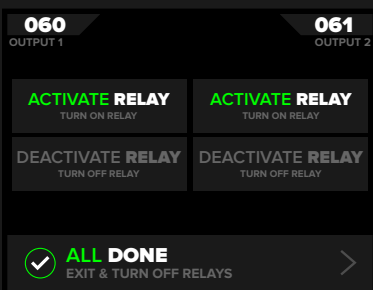 060 061
OUTPUT 1 OUTPUT 2
ACTIVATE RELAY ACTIVATE RELAY
TURN ON RELAY TURN ON RELAY
DEACTIVATE RELAY DEACTIVATE RELAY
TURN OFF RELAY TURN OFF RELAY
ALL DONE
EXIT & TURN OFF RELAYS